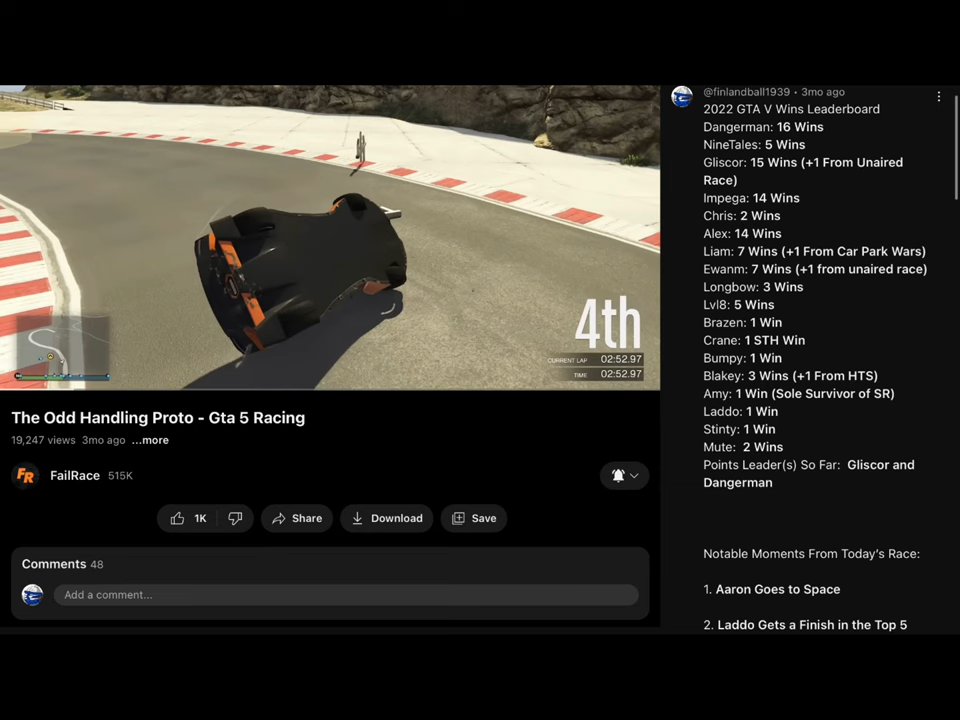 @finlandball1939 • 3mo ago
2022 GTA V Wins Leaderboard
Dangerman: 16 Wins
NineTales: 5 Wins
Gliscor: 15 Wins (+1 From Unaired
Race)
Impega: 14 Wins
Chris: 2 Wins
Alex: 14 Wins
Liam: 7 Wins (+1 From Car Park Wars)
Ewanm: 7 Wins (+1 from unaired race)
Longbow: 3 Wins
Lvl8: 5 Wins
Brazen: 1 Win
Crane: 1 STH Win
Bumpy: 1 Win
Blakey: 3 Wins (+1 From HTS)
Amy: 1 Win (Sole Survivor of SR)
Laddo: 1 Win
Stinty: 1 Win
Mute: 2 Wins
Points Leader(s) So Far: Gliscor and
Dangerman
Notable Moments From Today's Race:
1. Aaron Goes to Space
2. Laddo Gets a Finish in the Top 5
4th
CURRENT LAP 02:52.97
TIME 02:52.97
The Odd Handling Proto - Gta 5 Racing
19,247 views 3mo ago ...more
FR FailRace 515K
1K Share Download Save
Comments 48
Add a comment...